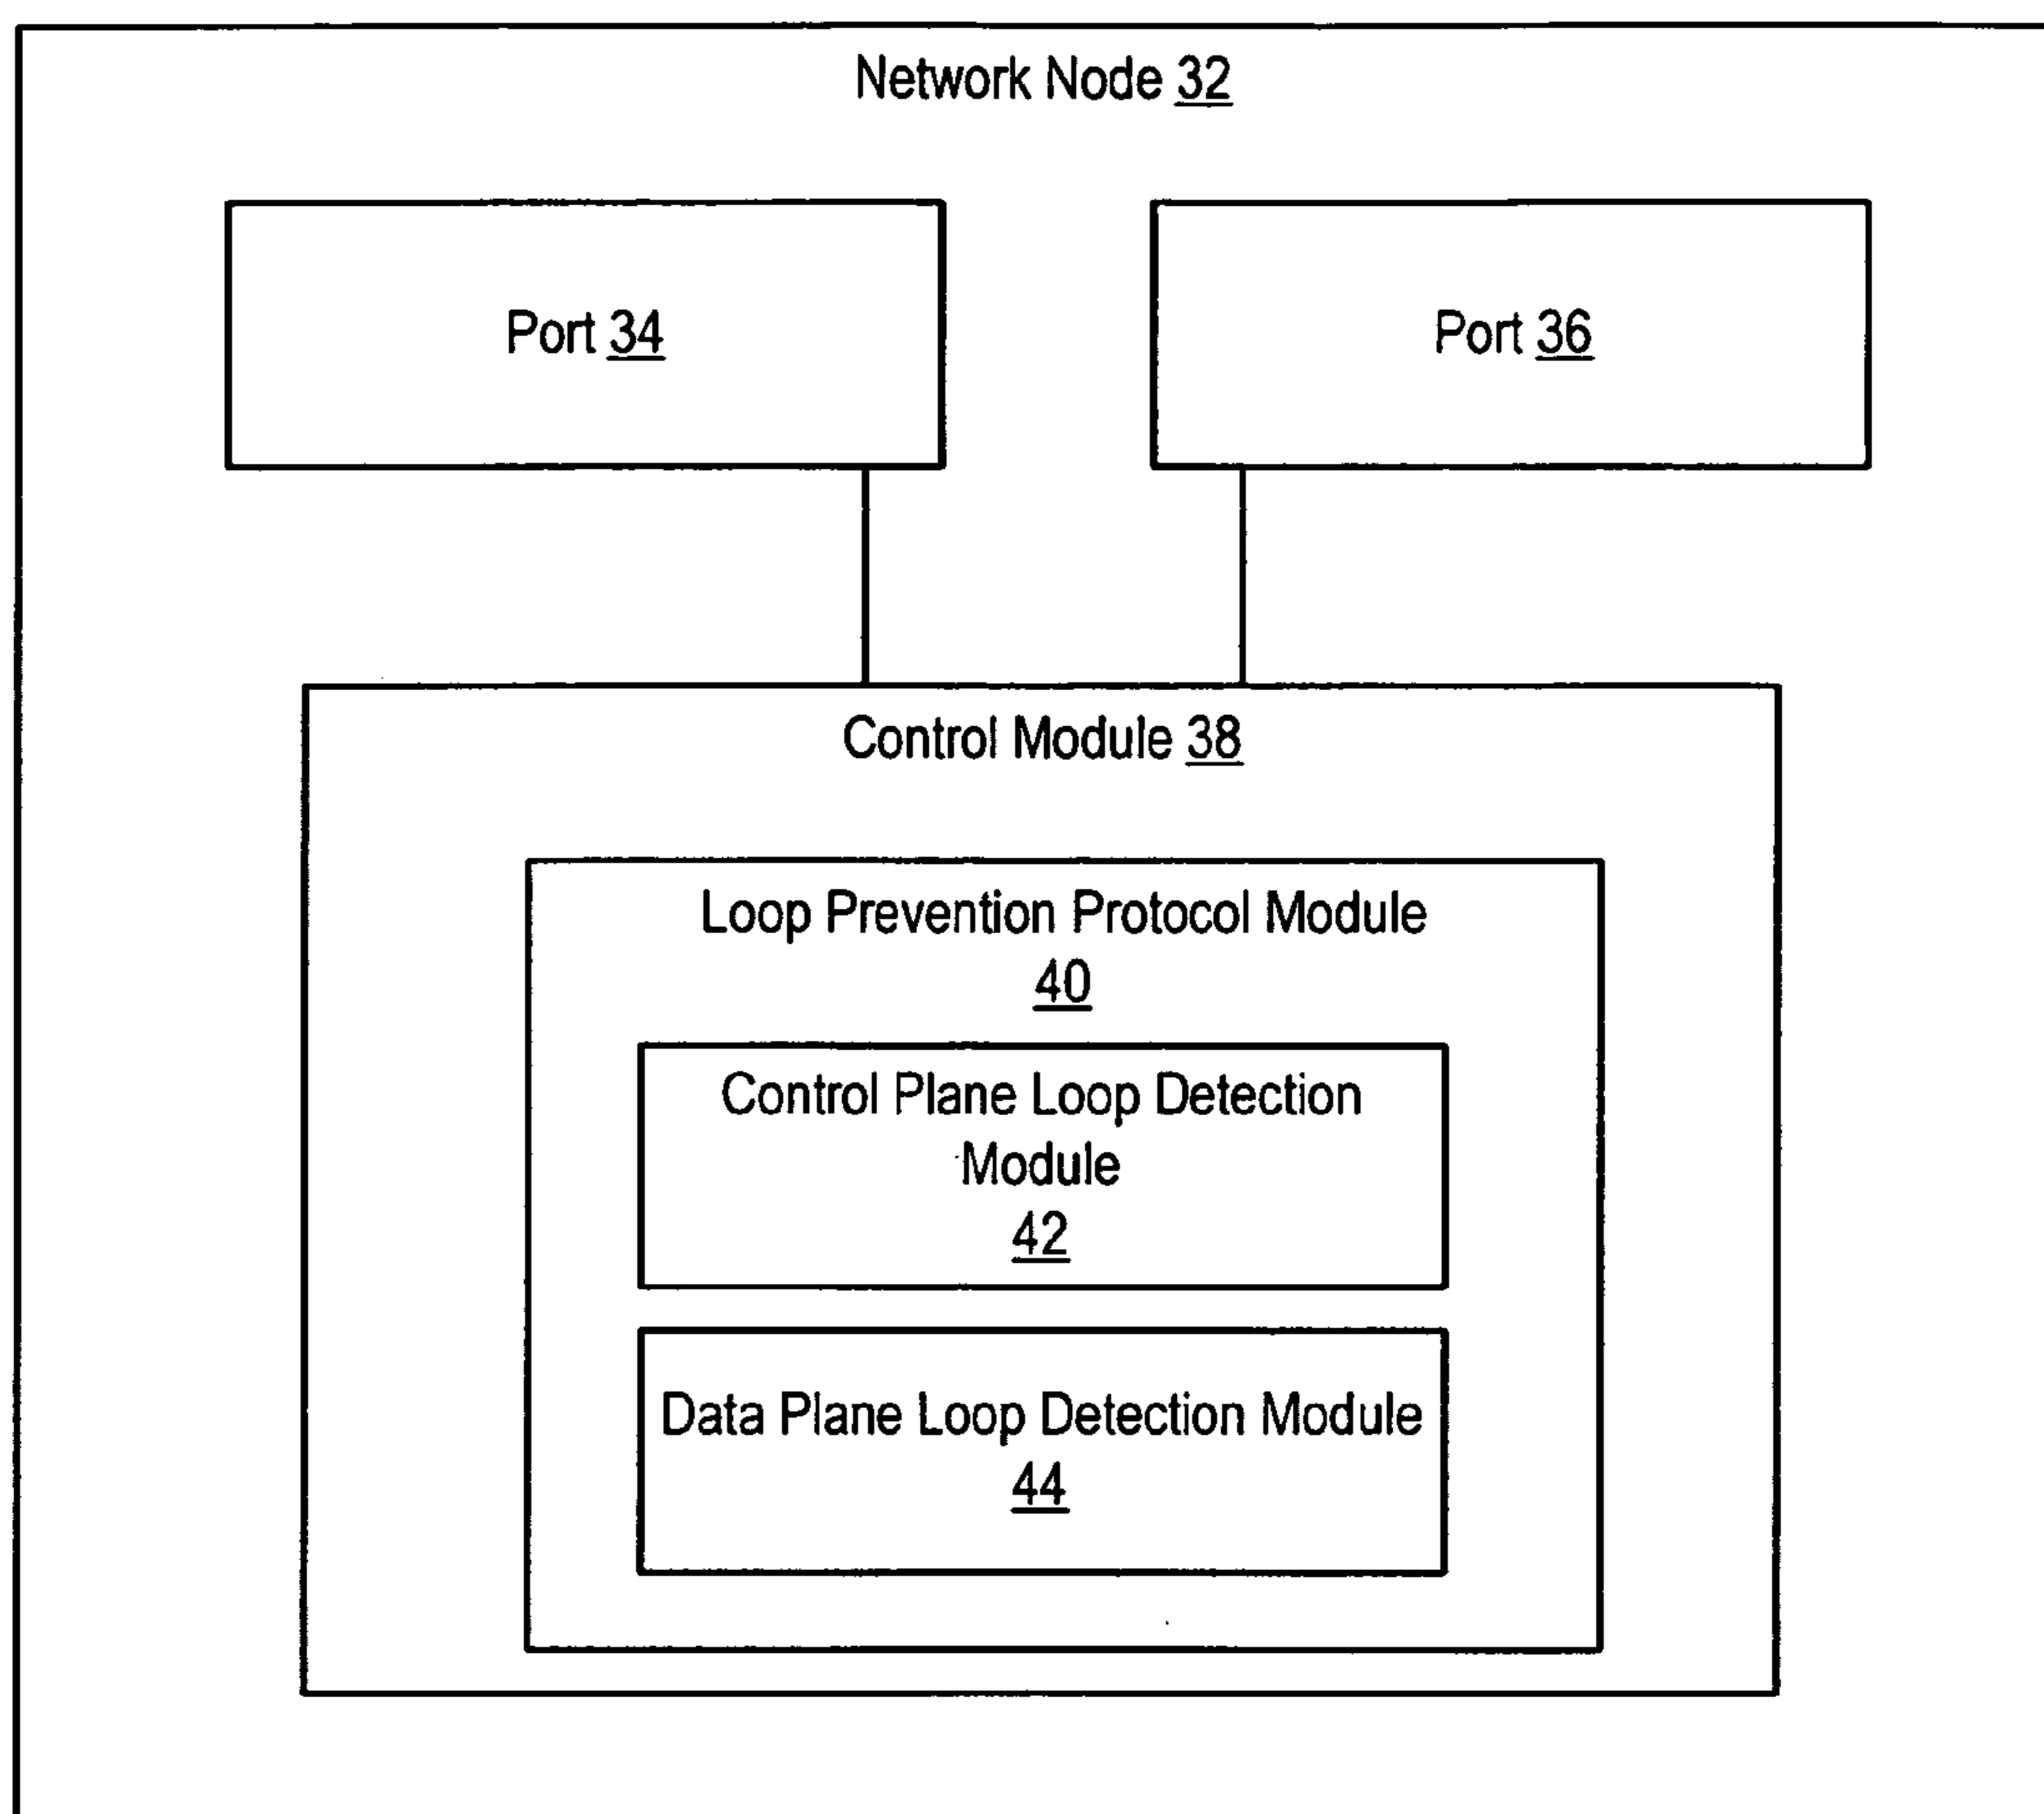 Network Node 32
Port 34
Port 36
Control Module 38
Loop Prevention Protocol Module
40
Control Plane Loop Detection
Module
42
Data Plane Loop Detection Module
44